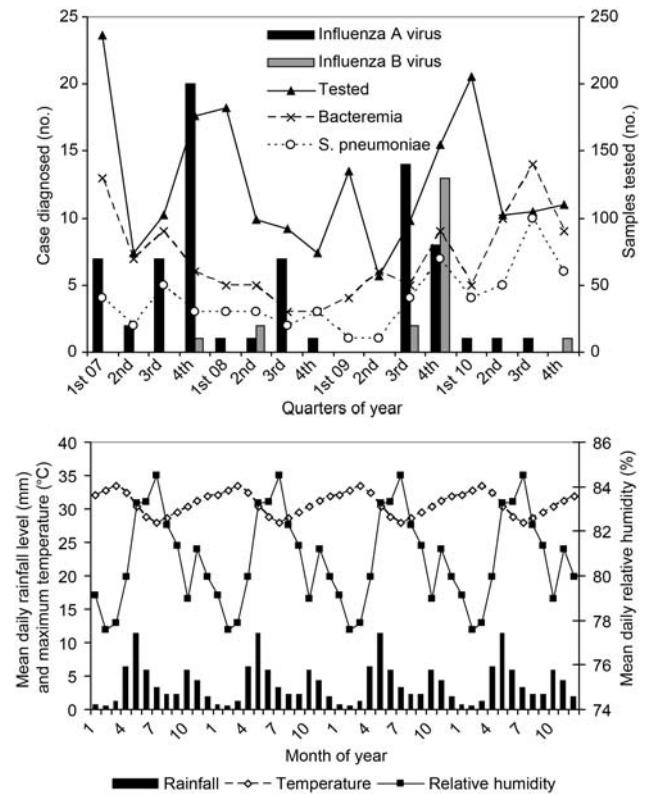 25
20
15
10
5
0
250
200
150
100
50
0
Case diagnosed (no.)
Samples tested (no.)
Influenza A virus
Influenza B virus
Tested
Bacteremia
S. pneumoniae
1st 07
2nd
3rd
4th
1st 08
2nd
3rd
4th
1st 09
2nd
3rd
4th
1st 10
2nd
3rd
4th
Quarters of year
40
35
30
25
20
15
10
5
0
86
84
82
80
78
76
74
Mean daily rainfall level (mm)
and maximum temperature (°C)
Mean daily relative humidity (%)
1
4
7
10
1
4
7
10
1
4
7
10
1
4
7
10
Month of year
Rainfall
Temperature
Relative humidity